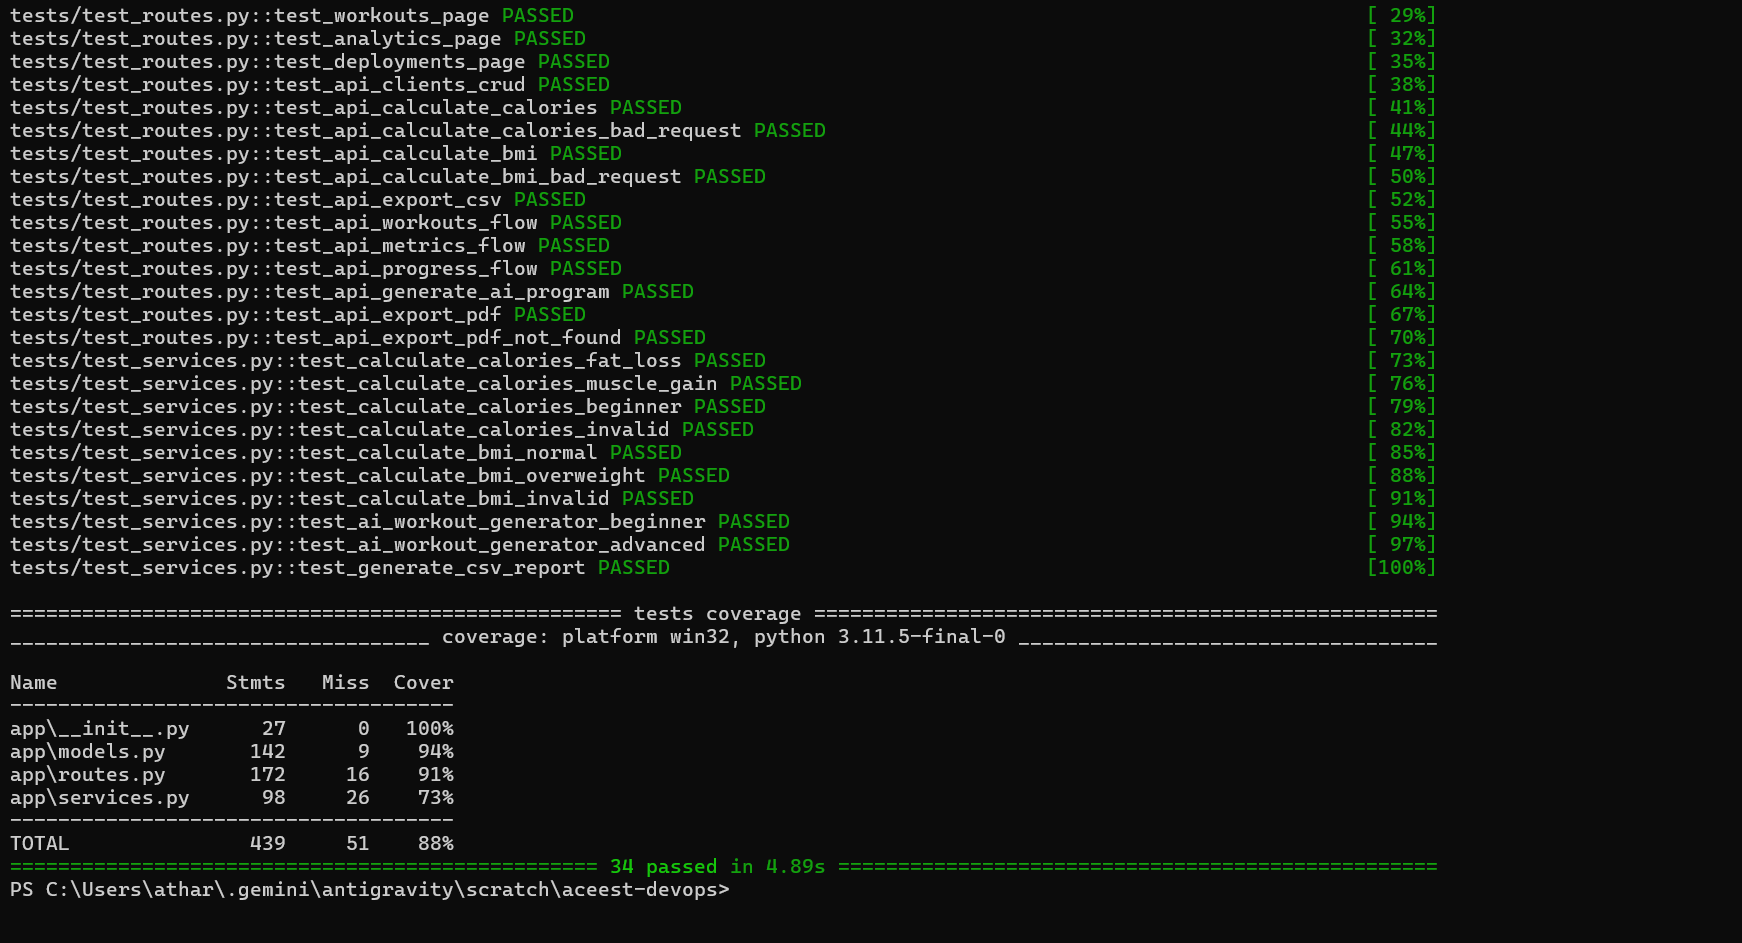 tests/test_routes.py::test_workouts_page PASSED [ 29%]
tests/test_routes.py::test_analytics_page PASSED [ 32%]
tests/test_routes.py::test_deployments_page PASSED [ 35%]
tests/test_routes.py::test_api_clients_crud PASSED [ 38%]
tests/test_routes.py::test_api_calculate_calories PASSED [ 41%]
tests/test_routes.py::test_api_calculate_calories_bad_request PASSED [ 44%]
tests/test_routes.py::test_api_calculate_bmi PASSED [ 47%]
tests/test_routes.py::test_api_calculate_bmi_bad_request PASSED [ 50%]
tests/test_routes.py::test_api_export_csv PASSED [ 52%]
tests/test_routes.py::test_api_workouts_flow PASSED [ 55%]
tests/test_routes.py::test_api_metrics_flow PASSED [ 58%]
tests/test_routes.py::test_api_progress_flow PASSED [ 61%]
tests/test_routes.py::test_api_generate_ai_program PASSED [ 64%]
tests/test_routes.py::test_api_export_pdf PASSED [ 67%]
tests/test_routes.py::test_api_export_pdf_not_found PASSED [ 70%]
tests/test_services.py::test_calculate_calories_fat_loss PASSED [ 73%]
tests/test_services.py::test_calculate_calories_muscle_gain PASSED [ 76%]
tests/test_services.py::test_calculate_calories_beginner PASSED [ 79%]
tests/test_services.py::test_calculate_calories_invalid PASSED [ 82%]
tests/test_services.py::test_calculate_bmi_normal PASSED [ 85%]
tests/test_services.py::test_calculate_bmi_overweight PASSED [ 88%]
tests/test_services.py::test_calculate_bmi_invalid PASSED [ 91%]
tests/test_services.py::test_ai_workout_generator_beginner PASSED [ 94%]
tests/test_services.py::test_ai_workout_generator_advanced PASSED [ 97%]
tests/test_services.py::test_generate_csv_report PASSED [100%]
=================================================== tests coverage ====================================================
___________________________________ coverage: platform win32, python 3.11.5-final-0 ___________________________________
Name              Stmts   Miss  Cover
-------------------------------------
app\__init__.py      27      0   100%
app\models.py       142      9    94%
app\routes.py       172     16    91%
app\services.py      98     26    73%
-------------------------------------
TOTAL               439     51    88%
================================================= 34 passed in 4.89s ==================================================
PS C:\Users\athar\.gemini\antigravity\scratch\aceest-devops>